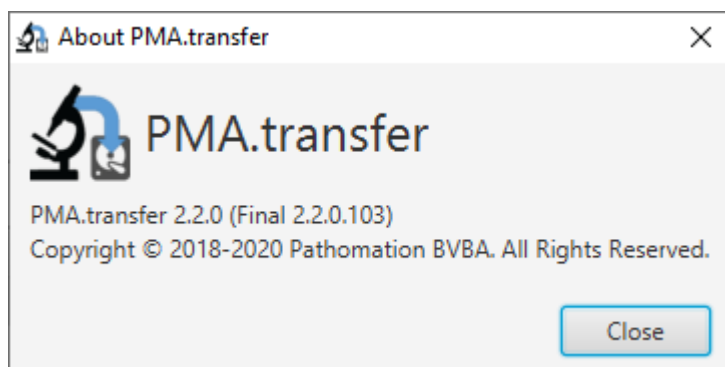 About PMA.transfer
PMA.transfer
PMA.transfer 2.2.0 (Final 2.2.0.103)
Copyright © 2018-2020 Pathomation BVBA. All Rights Reserved.
Close